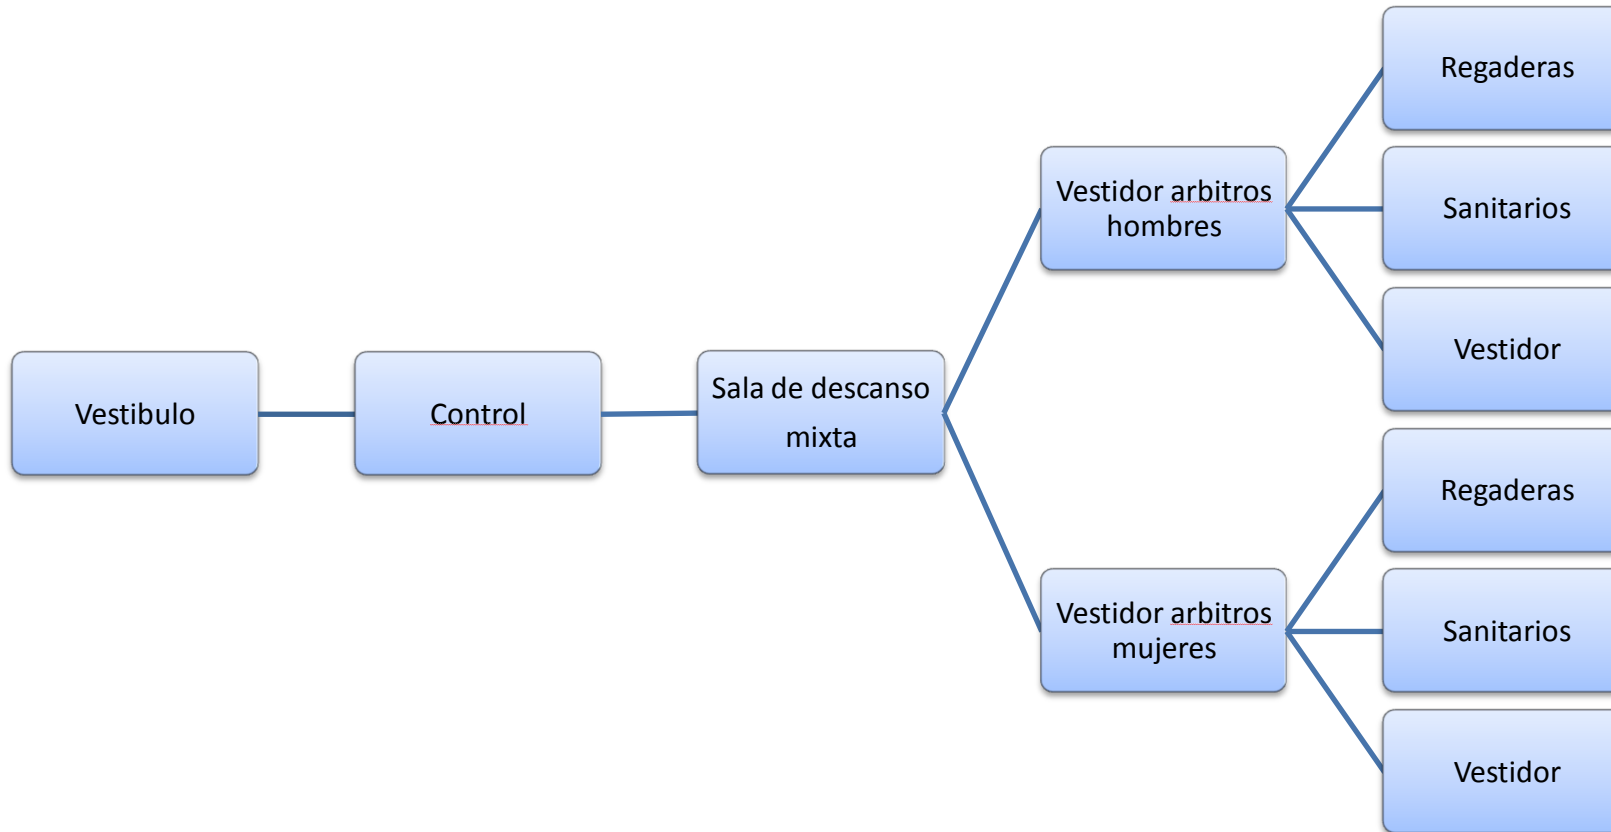 Vestibulo
Control
Sala de descanso
mixta
Vestidor arbitros
hombres
Regaderas
Sanitarios
Vestidor
Vestidor arbitros
mujeres
Regaderas
Sanitarios
Vestidor